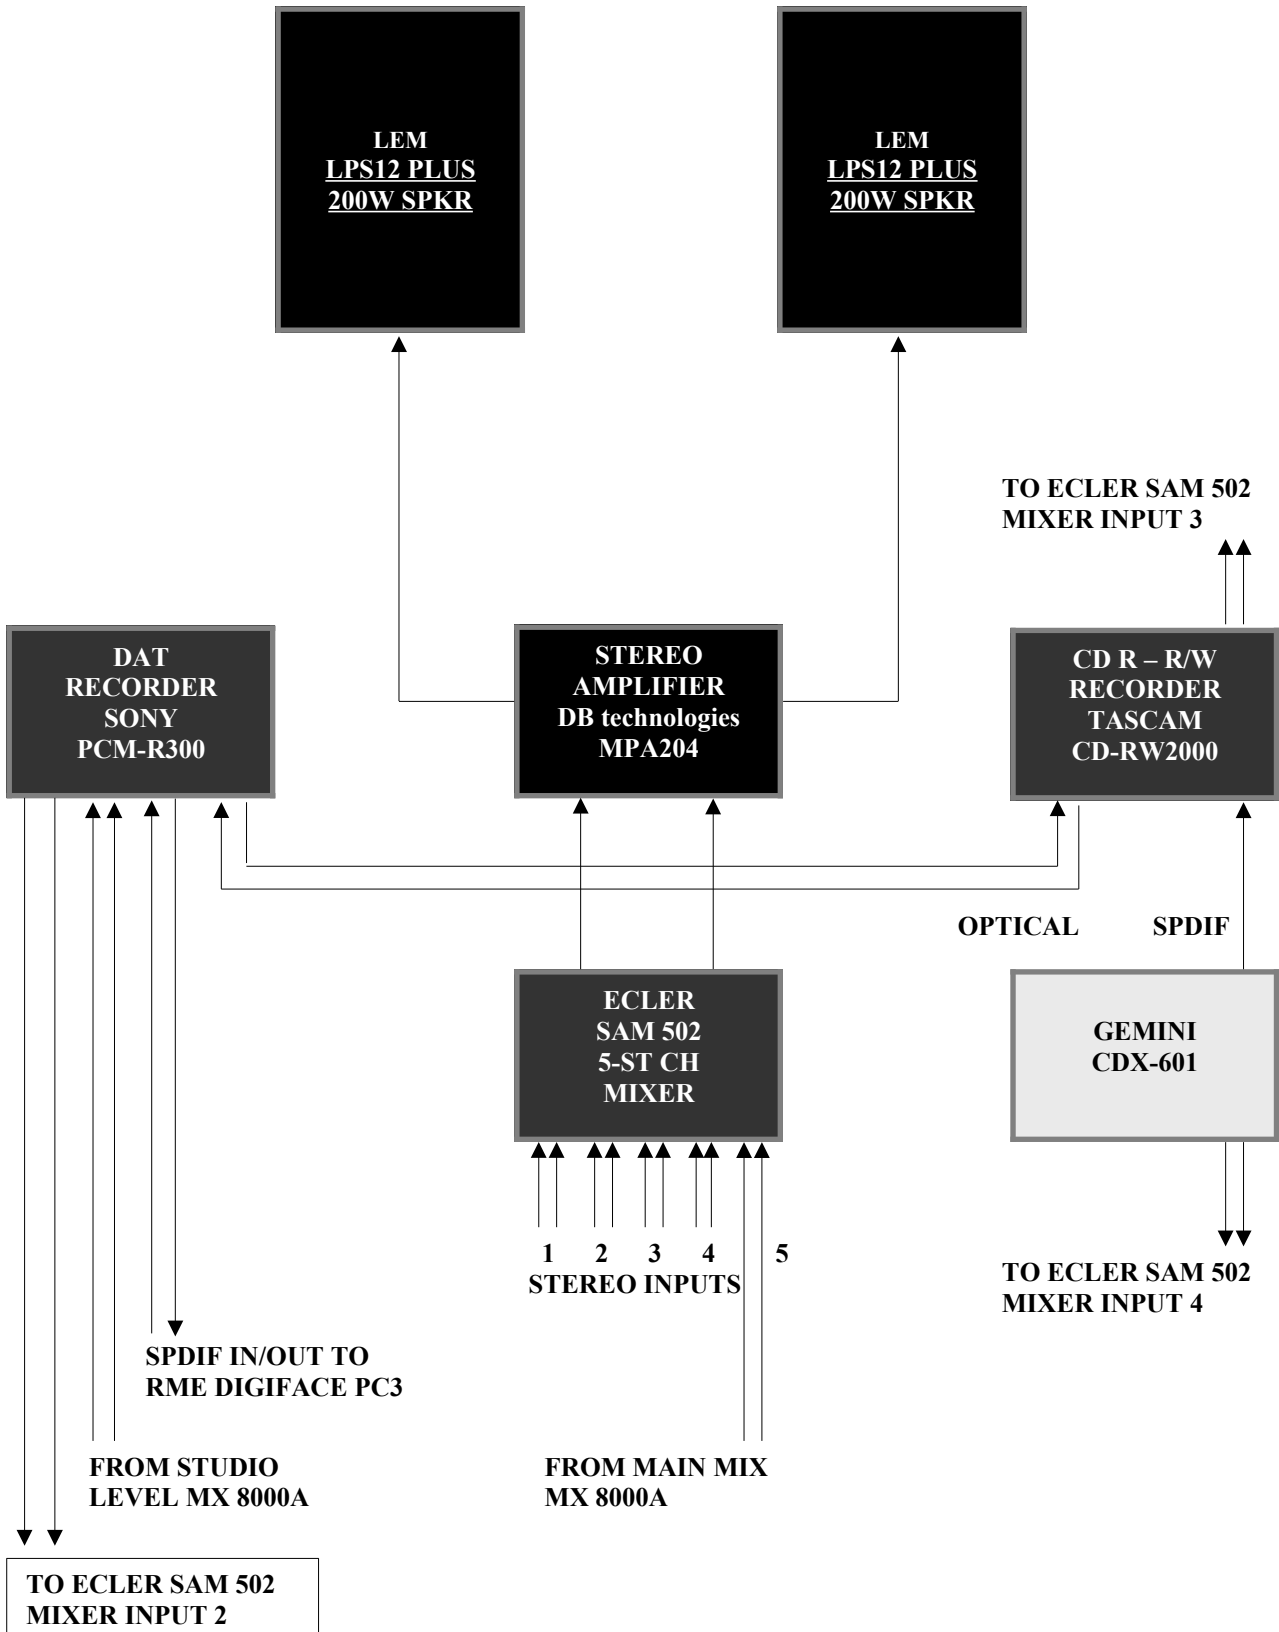 LEM
LPS12 PLUS
200W SPKR
LEM
LPS12 PLUS
200W SPKR
TO ECLER SAM 502
MIXER INPUT 3
DAT
RECORDER
SONY
PCM-R300
STEREO
AMPLIFIER
DB technologies
MPA204
CD R – R/W
RECORDER
TASCAM
CD-RW2000
OPTICAL
SPDIF
ECLER
SAM 502
5-ST CH
MIXER
GEMINI
CDX-601
1 2 3 4 5
STEREO INPUTS
TO ECLER SAM 502
MIXER INPUT 4
SPDIF IN/OUT TO
RME DIGIFACE PC3
FROM STUDIO
LEVEL MX 8000A
FROM MAIN MIX
MX 8000A
TO ECLER SAM 502
MIXER INPUT 2